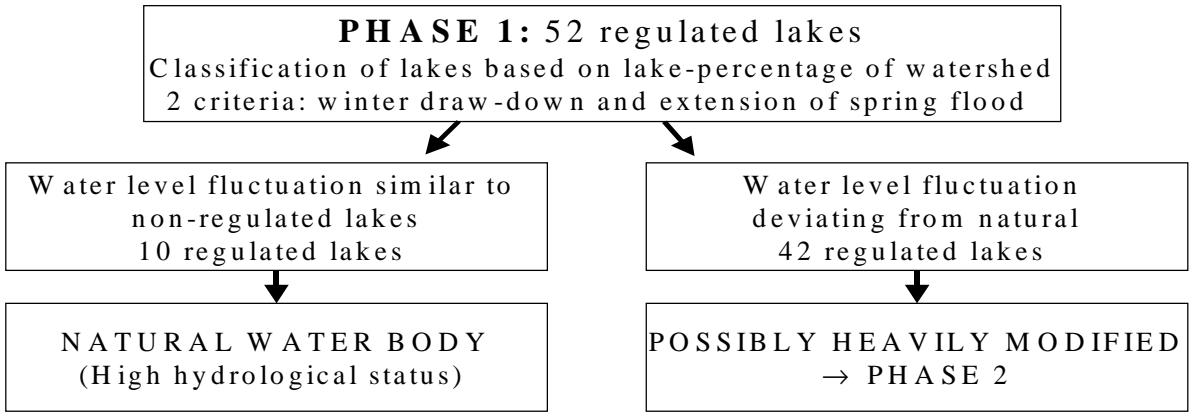 PHASE 1: 52 regulated lakes
Classification of lakes based on lake-percentage of watershed
2 criteria: winter draw-down and extension of spring flood
Water level fluctuation similar to
non-regulated lakes
10 regulated lakes
Water level fluctuation
deviating from natural
42 regulated lakes
NATURAL WATER BODY
(High hydrological status)
POSSIBLY HEAVILY MODIFIED
→ PHASE 2